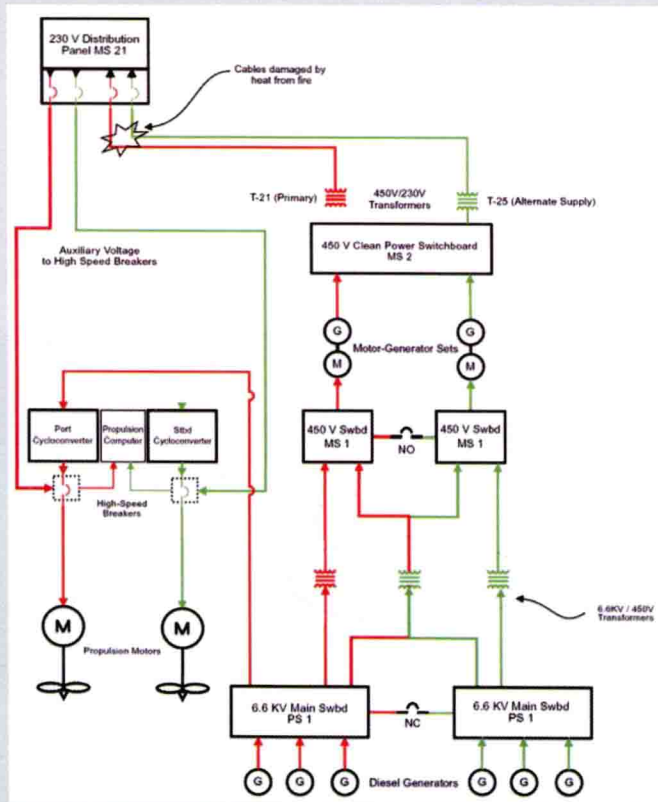 230 V Distribution
Panel MS 21
Cables damaged by
heat from fire
T-21 (Primary)
450V/230V
Transformers
T-25 (Alternate Supply)
450 V Clean Power Switchboard
MS 2
Auxiliary Voltage
to High Speed Breakers
G
G
Motor-Generator Sets
M
M
Port
Cycloconverter
Propulsion
Computer
Stbd
Cycloconverter
450 V Swbd
MS 1
NO
450 V Swbd
MS 1
High-Speed
Breakers
6.6KV / 450V
Transformers
M
M
Propulsion Motors
6.6 KV Main Swbd
PS 1
NC
6.6 KV Main Swbd
PS 1
G
G
G
Diesel Generators
G
G
G